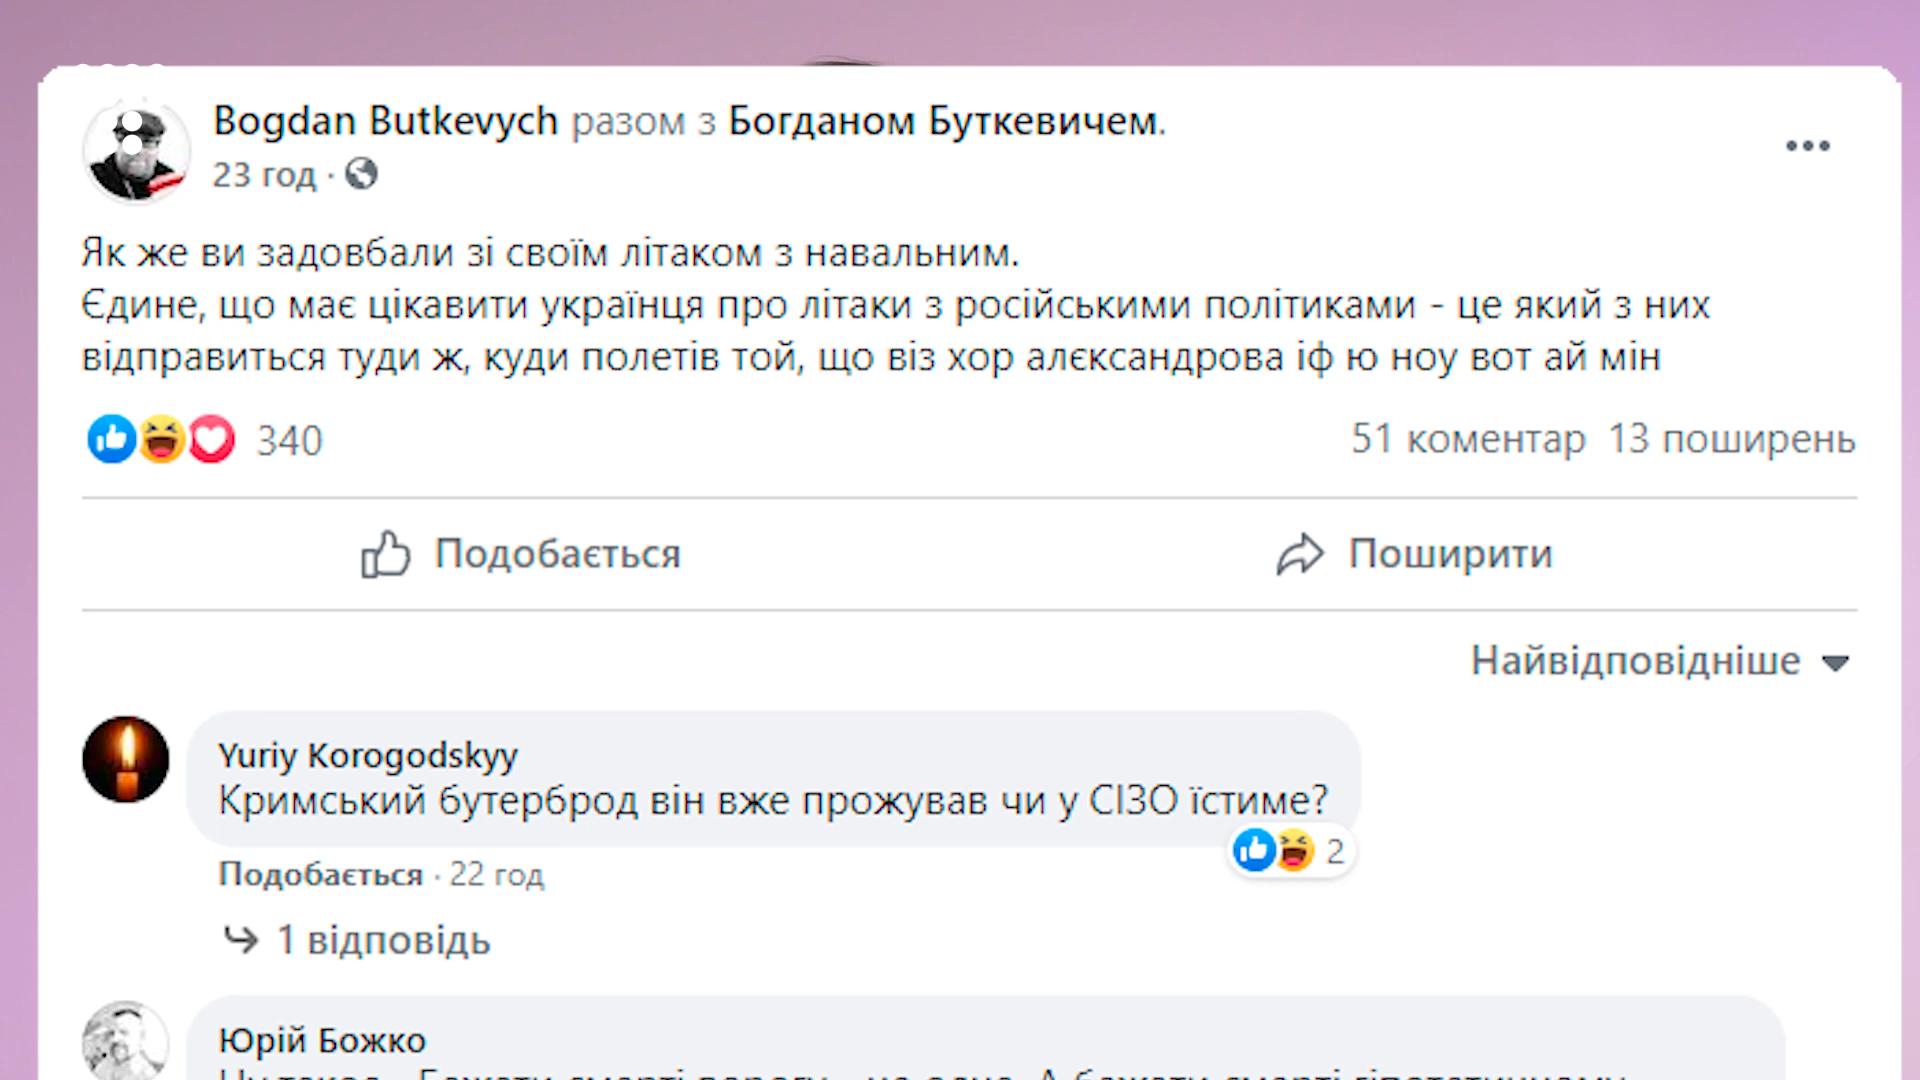 Bogdan Butkevych разом з Богданом Буткевичем.
23 год ·
Як же ви задовбали зі своїм літаком з навальним.
Єдине, що має цікавити українця про літаки з російськими політиками - це який з них
відправиться туди ж, куди полетів той, що віз хор алєксандрова іф ю ноу вот ай мін
340
51 коментар 13 поширень
Подобається
Поширити
Найвідповідніше
Yuriy Korogodskyy
Кримський бутерброд він вже прожував чи у СІЗО їстиме?
2
Подобається · 22 год
1 відповідь
Юрій Божко